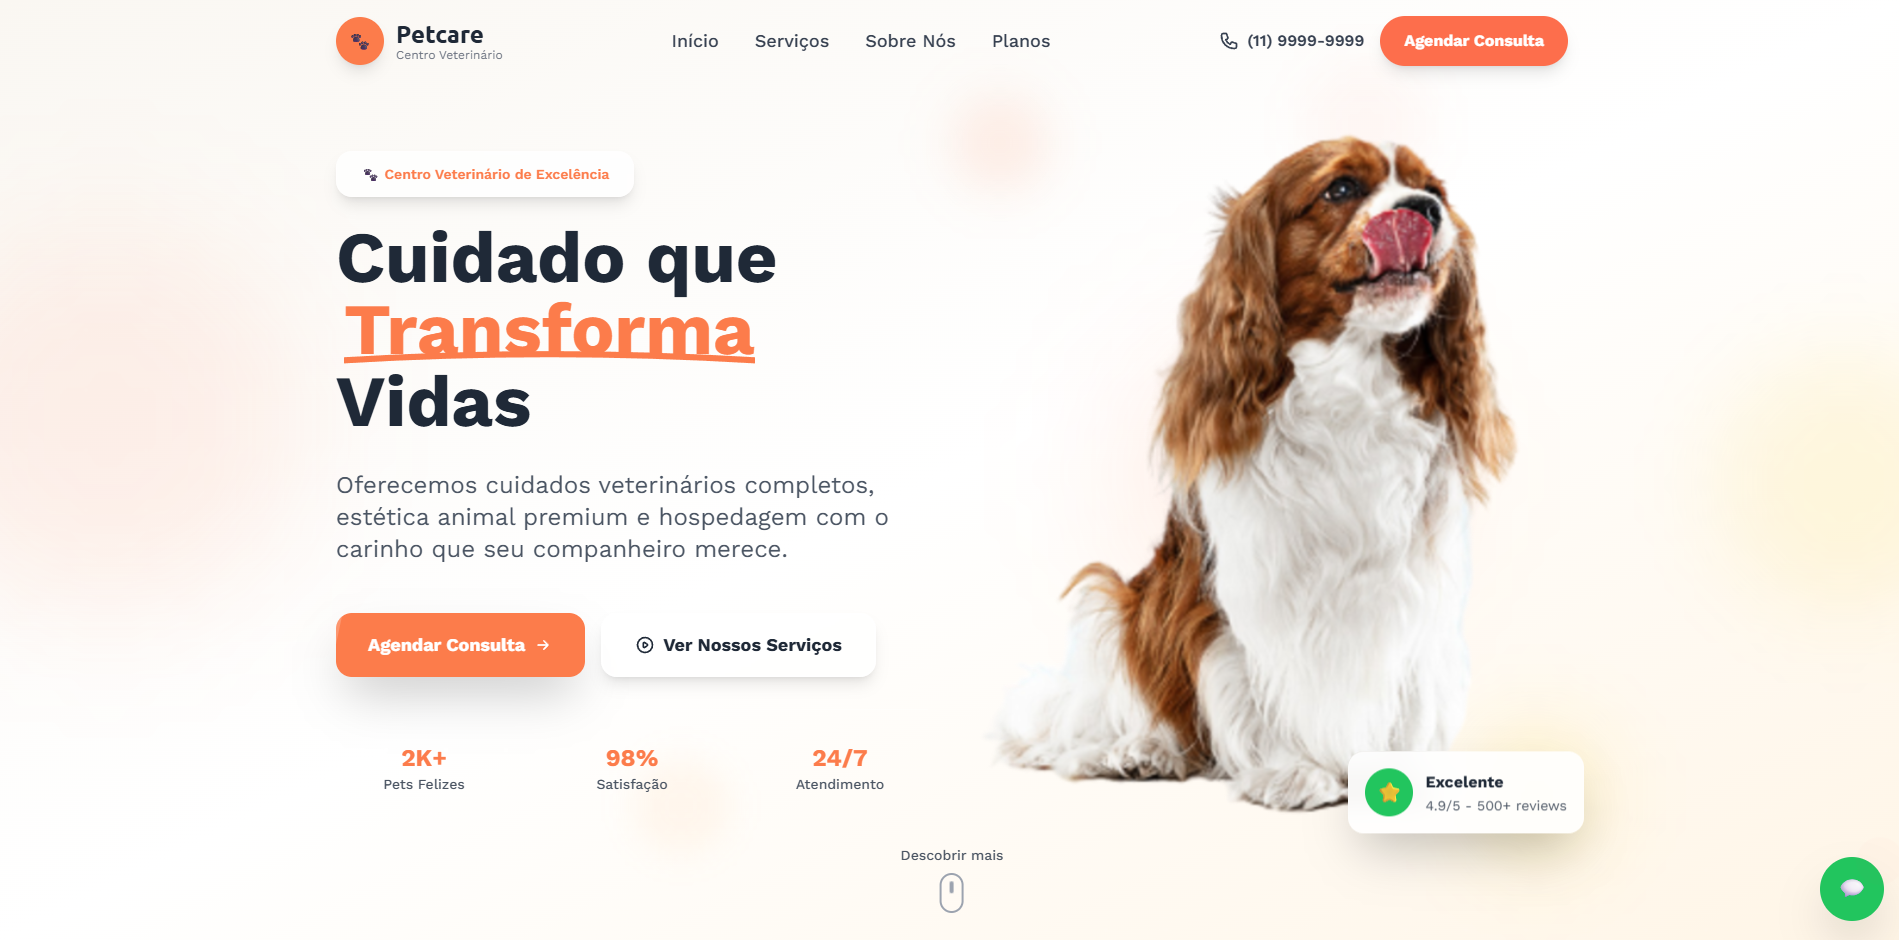 Petcare
Centro Veterinário
Início
Serviços
Sobre Nós
Planos
(11) 9999-9999
Agendar Consulta
Centro Veterinário de Excelência
Cuidado que
Transforma
Vidas
Oferecemos cuidados veterinários completos,
estética animal premium e hospedagem com o
carinho que seu companheiro merece.
Agendar Consulta
Ver Nossos Serviços
2K+
Pets Felizes
98%
Satisfação
24/7
Atendimento
Excelente
4.9/5 - 500+ reviews
Descobrir mais